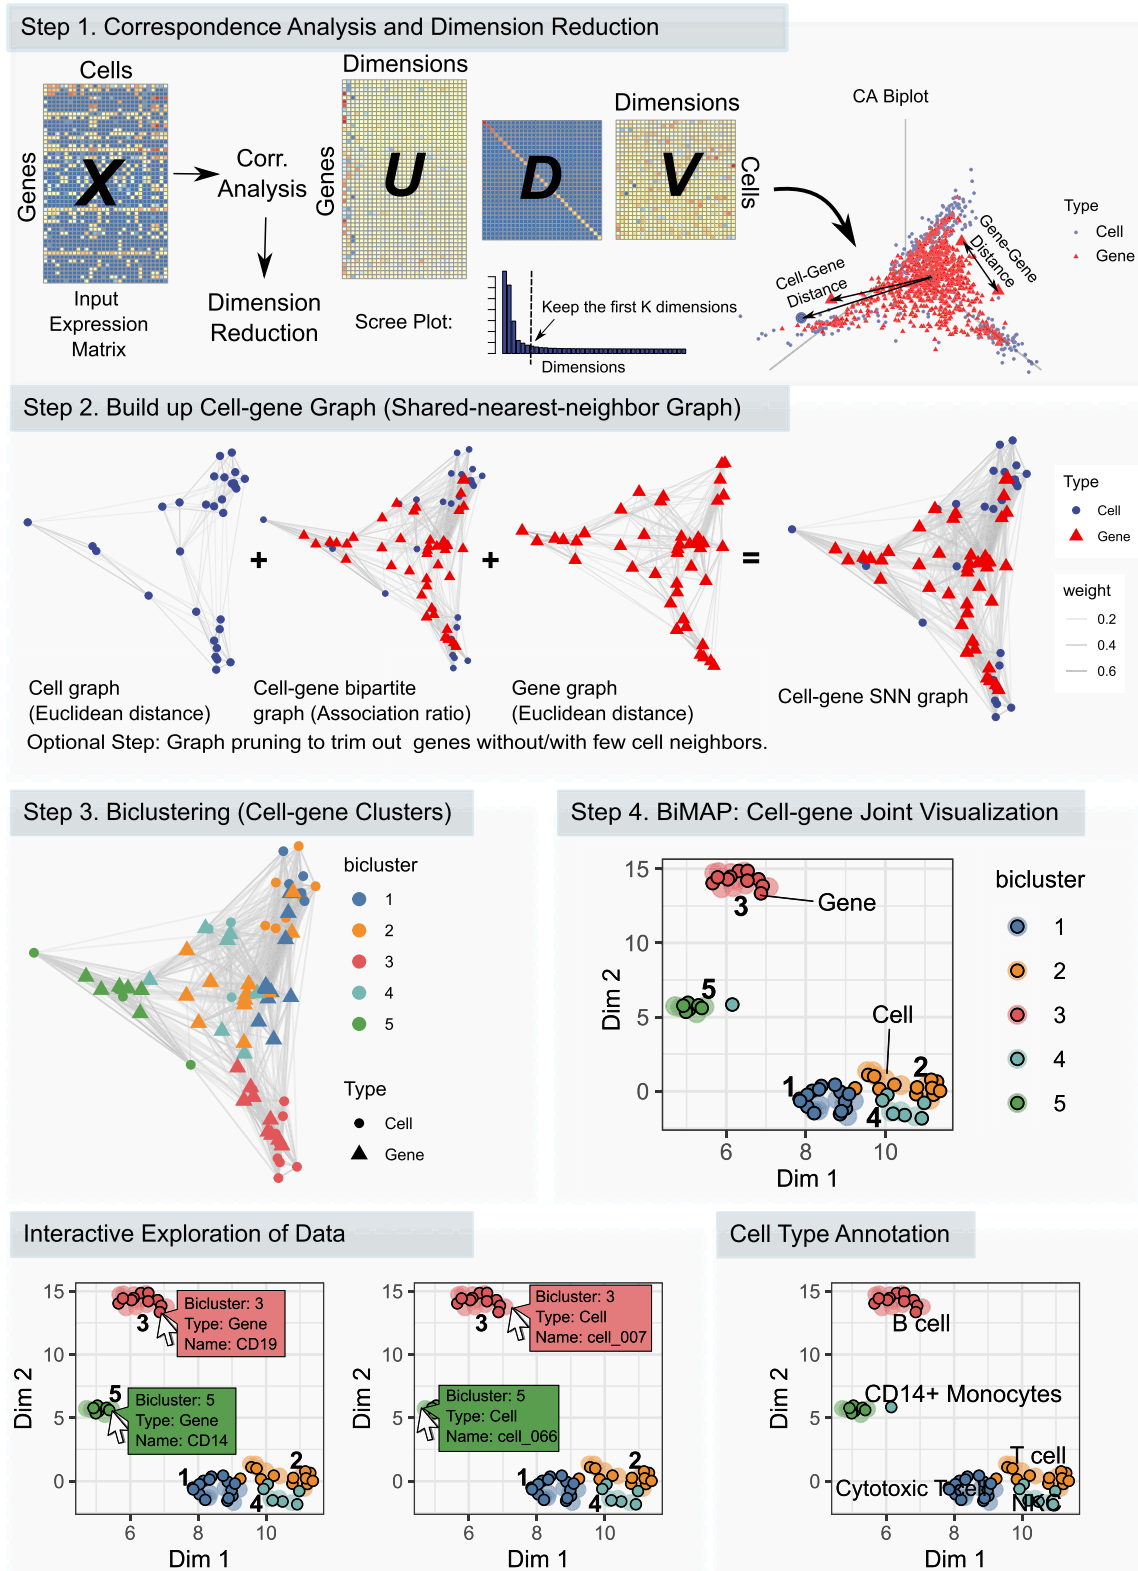 Step 1. Correspondence Analysis and Dimension Reduction
Cells
Genes
X
Input
Expression
Matrix
Corr.
Analysis
Dimension
Reduction
Dimensions
Genes
U
D
Dimensions
V
Cells
Scree Plot:
Keep the first K dimensions
Dimensions
CA Biplot
Cell-Gene
Distance
Gene-Gene
Distance
Type
Cell
Gene
Step 2. Build up Cell-gene Graph (Shared-nearest-neighbor Graph)
+
+
=
Type
Cell
Gene
weight
0.2
0.4
0.6
Cell graph
(Euclidean distance)
Cell-gene bipartite
graph (Association ratio)
Gene graph
(Euclidean distance)
Cell-gene SNN graph
Optional Step: Graph pruning to trim out genes without/with few cell neighbors.
Step 3. Biclustering (Cell-gene Clusters)
bicluster
1
2
3
4
5
Type
Cell
Gene
Step 4. BiMAP: Cell-gene Joint Visualization
15
10
5
0
Dim 2
3
Gene
5
Cell
1
2
4
6 8 10
Dim 1
bicluster
1
2
3
4
5
Interactive Exploration of Data
15
10
5
0
Dim 2
3
Bicluster: 3
Type: Gene
Name: CD19
5
Bicluster: 5
Type: Gene
Name: CD14
1
2
4
6 8 10
Dim 1
15
10
5
0
Dim 2
3
Bicluster: 3
Type: Cell
Name: cell_007
Bicluster: 5
Type: Cell
Name: cell_066
1
2
4
6 8 10
Dim 1
Cell Type Annotation
15
10
5
0
Dim 2
B cell
CD14+ Monocytes
T cell
Cytotoxic T cell
NKC
6 8 10
Dim 1